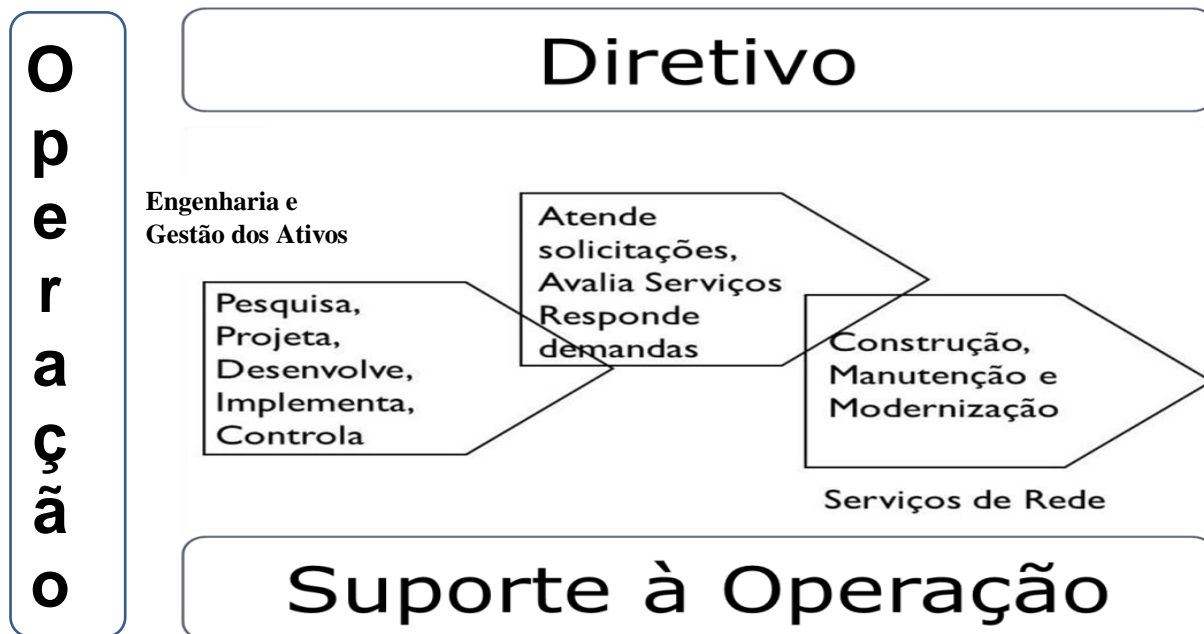 Operação
Diretivo
Engenharia e
Gestão dos Ativos
Pesquisa,
Projeta,
Desenvolve,
Implementa,
Controla
Atende
solicitações,
Avalia Serviços
Responde
demandas
Construção,
Manutenção e
Modernização
Serviços de Rede
Suporte à Operação